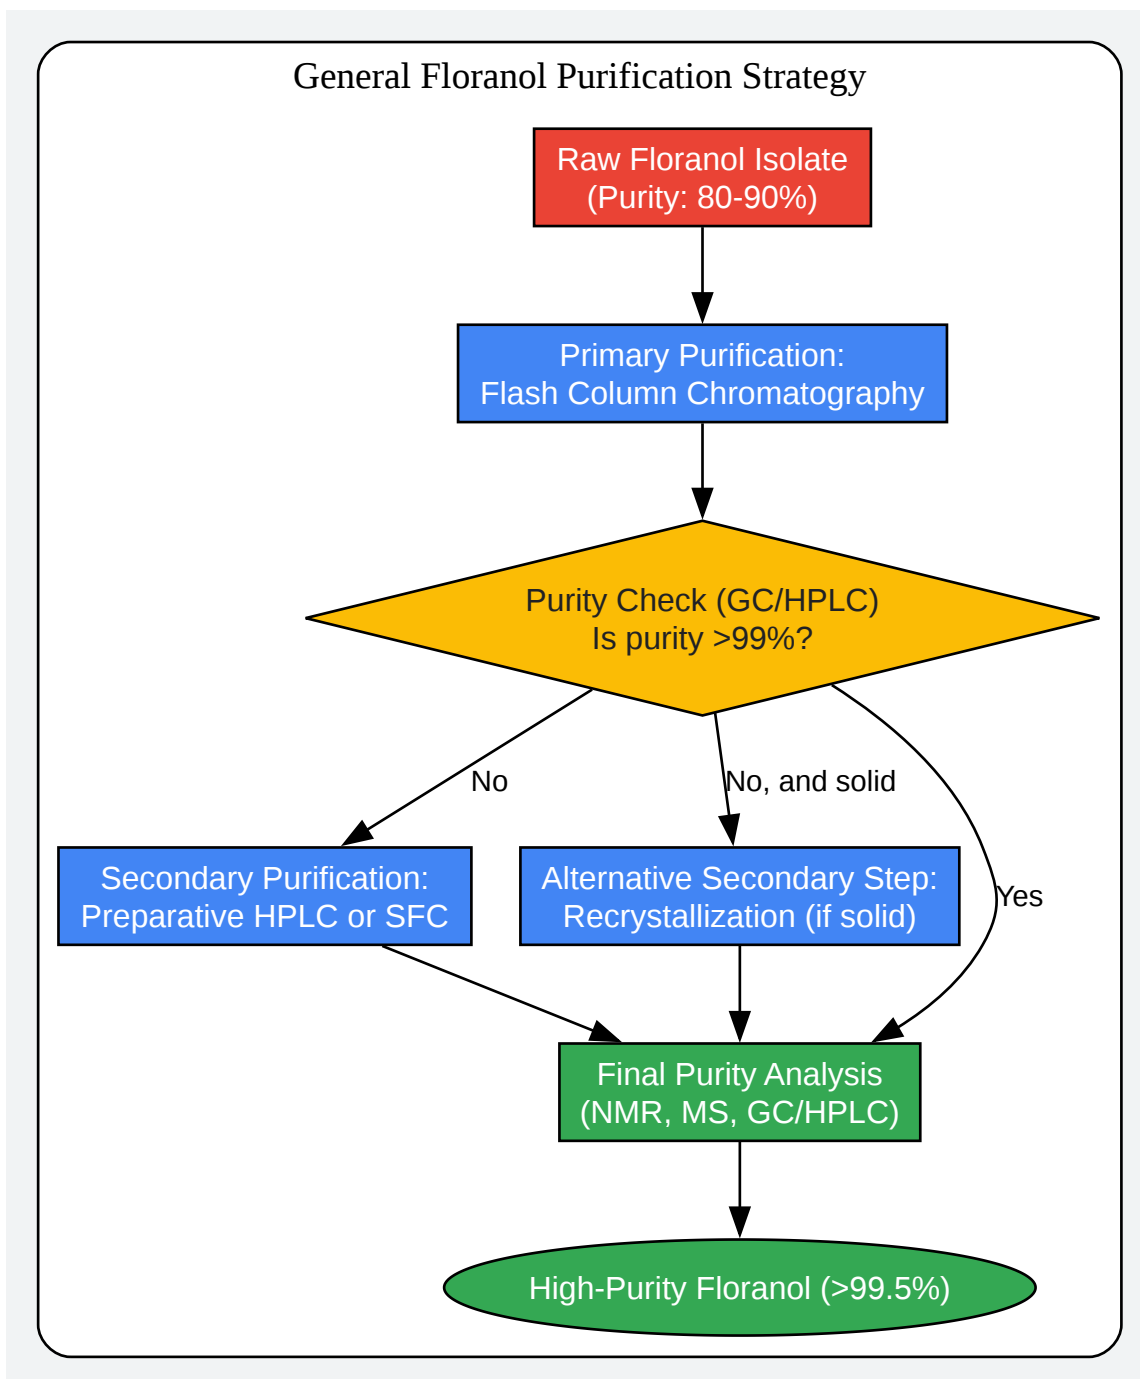 General Floranol Purification Strategy
Raw Floranol Isolate
(Purity: 80-90%)
Primary Purification:
Flash Column Chromatography
Purity Check (GC/HPLC)
Is purity >99%?
No
No, and solid
Secondary Purification:
Preparative HPLC or SFC
Alternative Secondary Step:
Recrystallization (if solid)
Yes
Final Purity Analysis
(NMR, MS, GC/HPLC)
High-Purity Floranol (>99.5%)